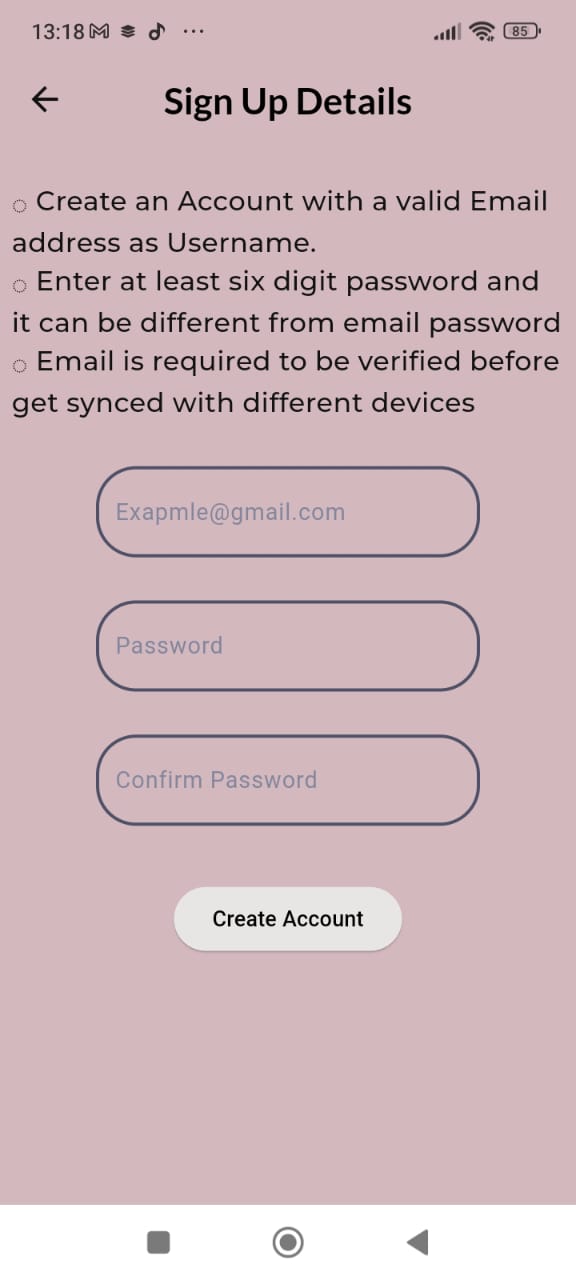 13:18
85
Sign Up Details
◌ Create an Account with a valid Email
address as Username.
◌ Enter at least six digit password and
it can be different from email password
◌ Email is required to be verified before
get synced with different devices
Exapmle@gmail.com
Password
Confirm Password
Create Account